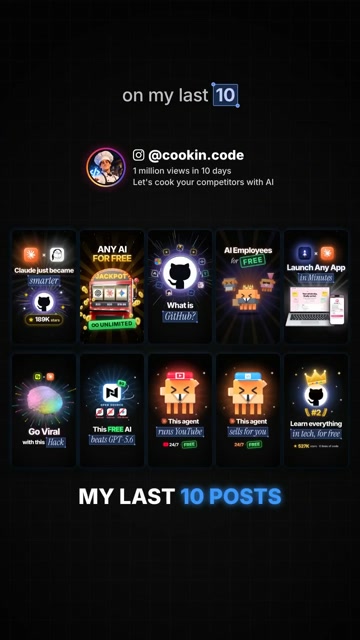 on my last 10
@cookin.code
1 million views in 10 days
Let's cook your competitors with AI
Claude just became
smarter
189K stars
ANY AI
FOR FREE
JACKPOT
UNLIMITED
What is
GitHub?
AI Employees
for FREE
Launch Any App
in Minutes
Go Viral
with this Hack
This FREE AI
beats GPT-5.6
This agent
runs YouTube
24/7 FREE
This agent
sells for you
24/7 FREE
#2
Learn everything
in tech, for free
527K
MY LAST 10 POSTS